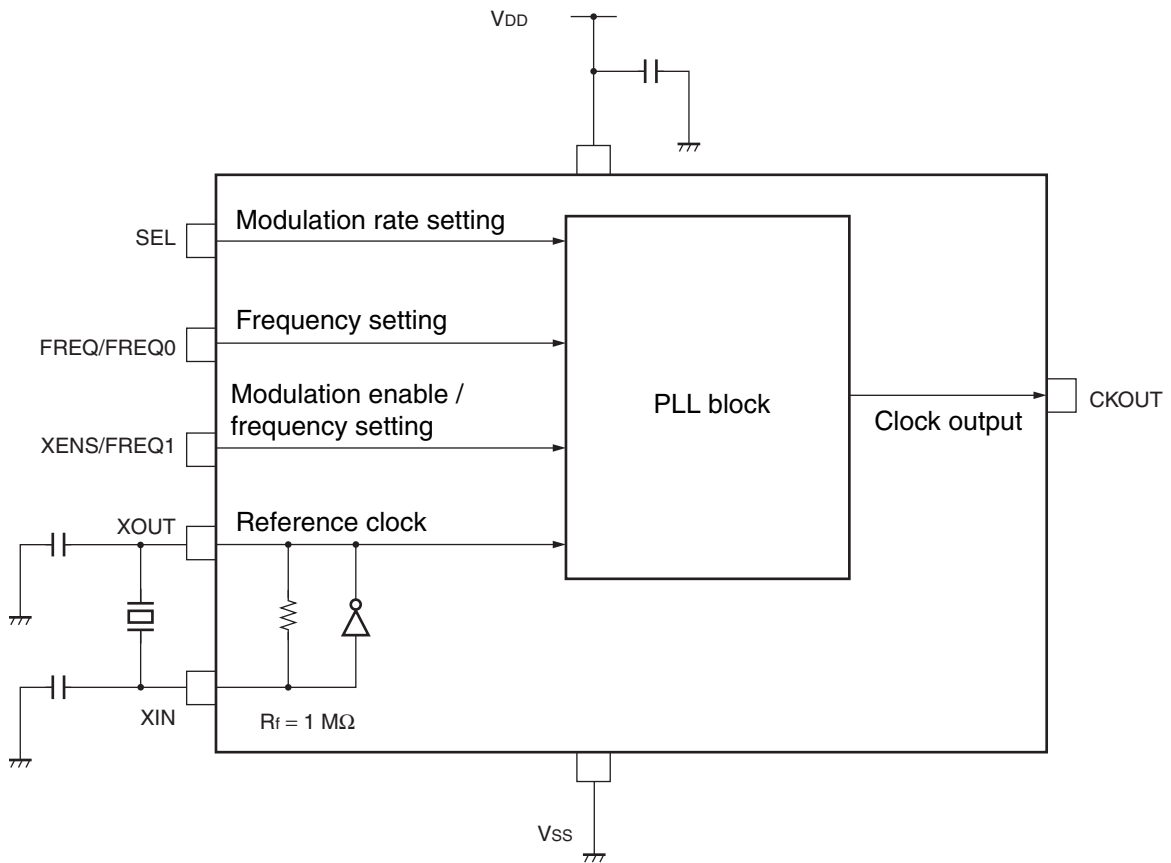 VDD
SEL
Modulation rate setting
FREQ/FREQ0
Frequency setting
Modulation enable /
frequency setting
XENS/FREQ1
PLL block
Clock output
CKOUT
XOUT
Reference clock
XIN
Rf = 1 MΩ
VSS